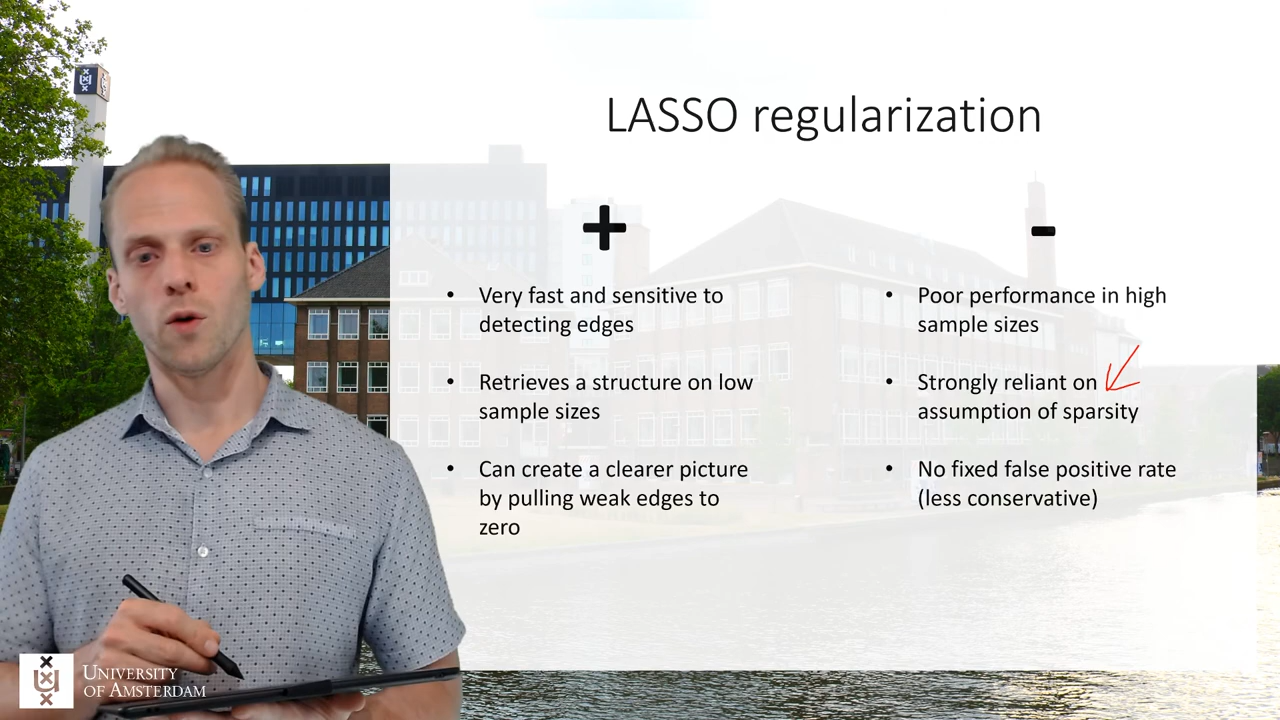 LASSO regularization
+
-
• Very fast and sensitive to
detecting edges
• Retrieves a structure on low
sample sizes
• Can create a clearer picture
by pulling weak edges to
zero
• Poor performance in high
sample sizes
• Strongly reliant on
assumption of sparsity
• No fixed false positive rate
(less conservative)
UNIVERSITY
OF AMSTERDAM